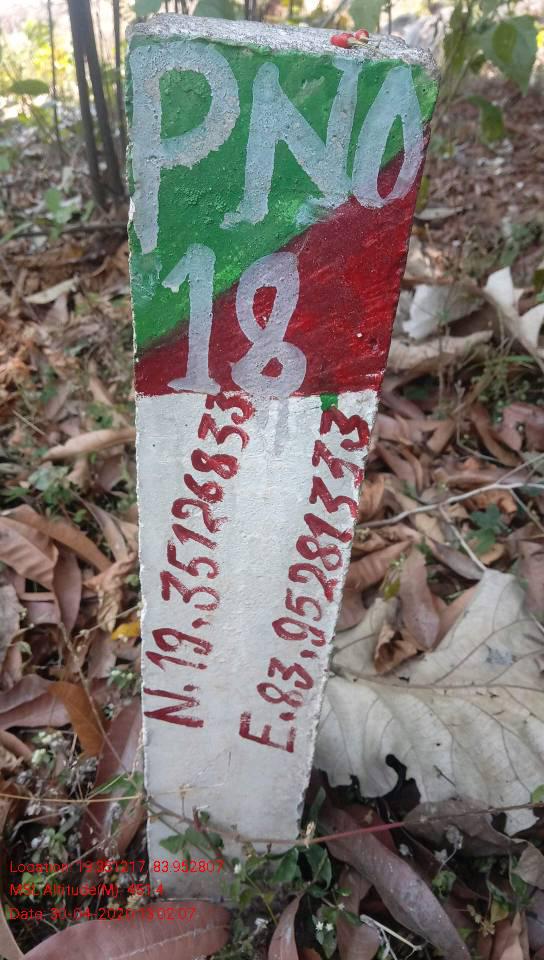 PNO
18
N.19.35126833
E.83.95281333
Location: 19.351217, 83.952807
MSL Altitude(M): 451.4
Date: 30-04-2020 13:02:07